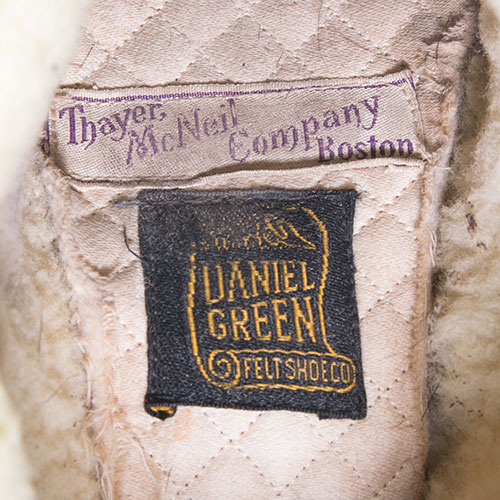 Thayer,
McNeil
Company
Boston
DANIEL
GREEN
FELT SHOE CO